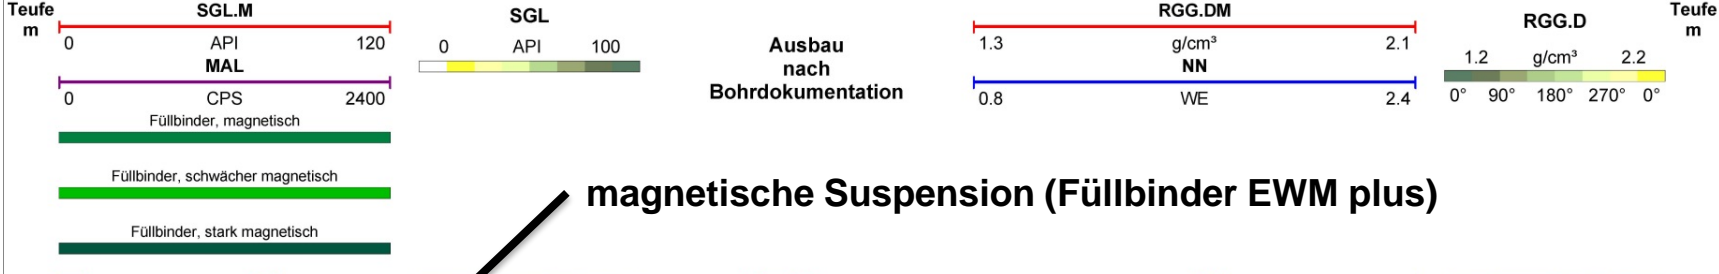 Teufe
m
SGL.M
0 API 120
MAL
0 CPS 2400
Füllbinder, magnetisch
Füllbinder, schwächer magnetisch
Füllbinder, stark magnetisch
SGL
0 API 100
Ausbau
nach
Bohrdokumentation
RGG.DM
1.3 g/cm³ 2.1
NN
0.8 WE 2.4
RGG.D
1.2 g/cm³ 2.2
0° 90° 180° 270° 0°
Teufe
m
magnetische Suspension (Füllbinder EWM plus)